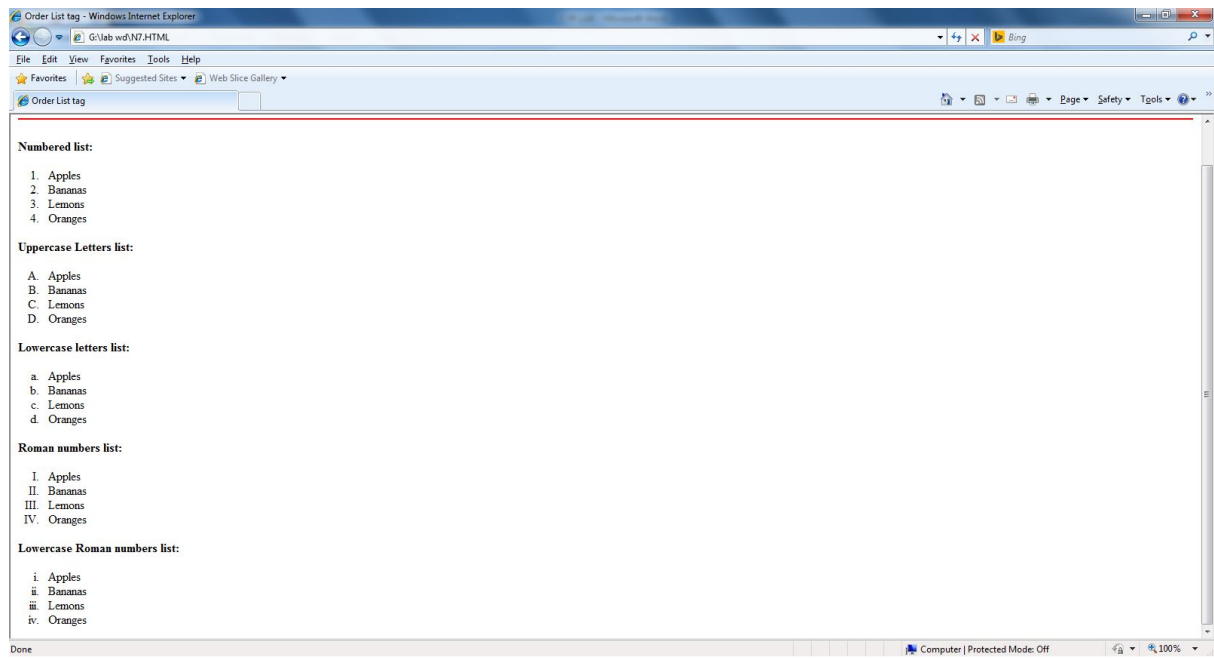 Order List tag - Windows Internet Explorer
G:\lab wd\N7.HTML
Bing
File Edit View Favorites Tools Help
Favorites Suggested Sites Web Slice Gallery
Order List tag
Page Safety Tools
Numbered list:
1. Apples
2. Bananas
3. Lemons
4. Oranges
Uppercase Letters list:
A. Apples
B. Bananas
C. Lemons
D. Oranges
Lowercase letters list:
a. Apples
b. Bananas
c. Lemons
d. Oranges
Roman numbers list:
I. Apples
II. Bananas
III. Lemons
IV. Oranges
Lowercase Roman numbers list:
i. Apples
ii. Bananas
iii. Lemons
iv. Oranges
Done
Computer | Protected Mode: Off
100%